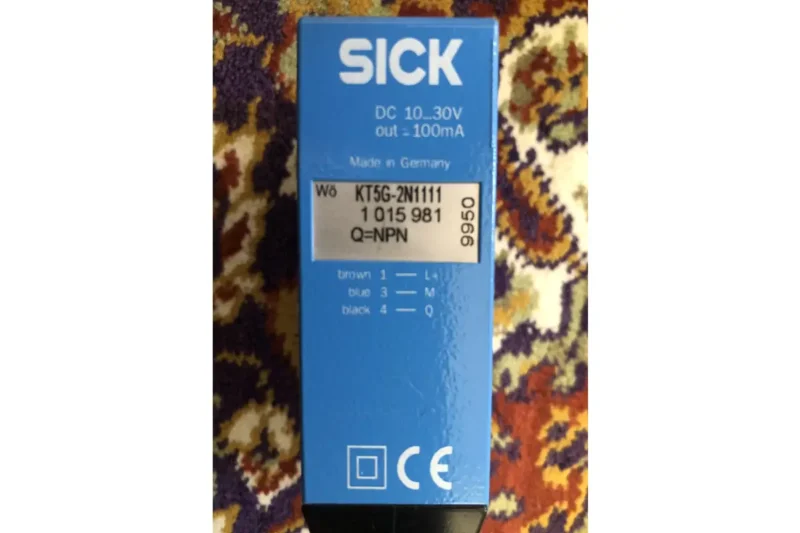 SICK
DC 10...30V
out = 100mA
Made in Germany
Wö KT5G-2N1111
1 015 981
Q=NPN
9950
brown 1 — L+
blue 3 — M
black 4 — Q
CE